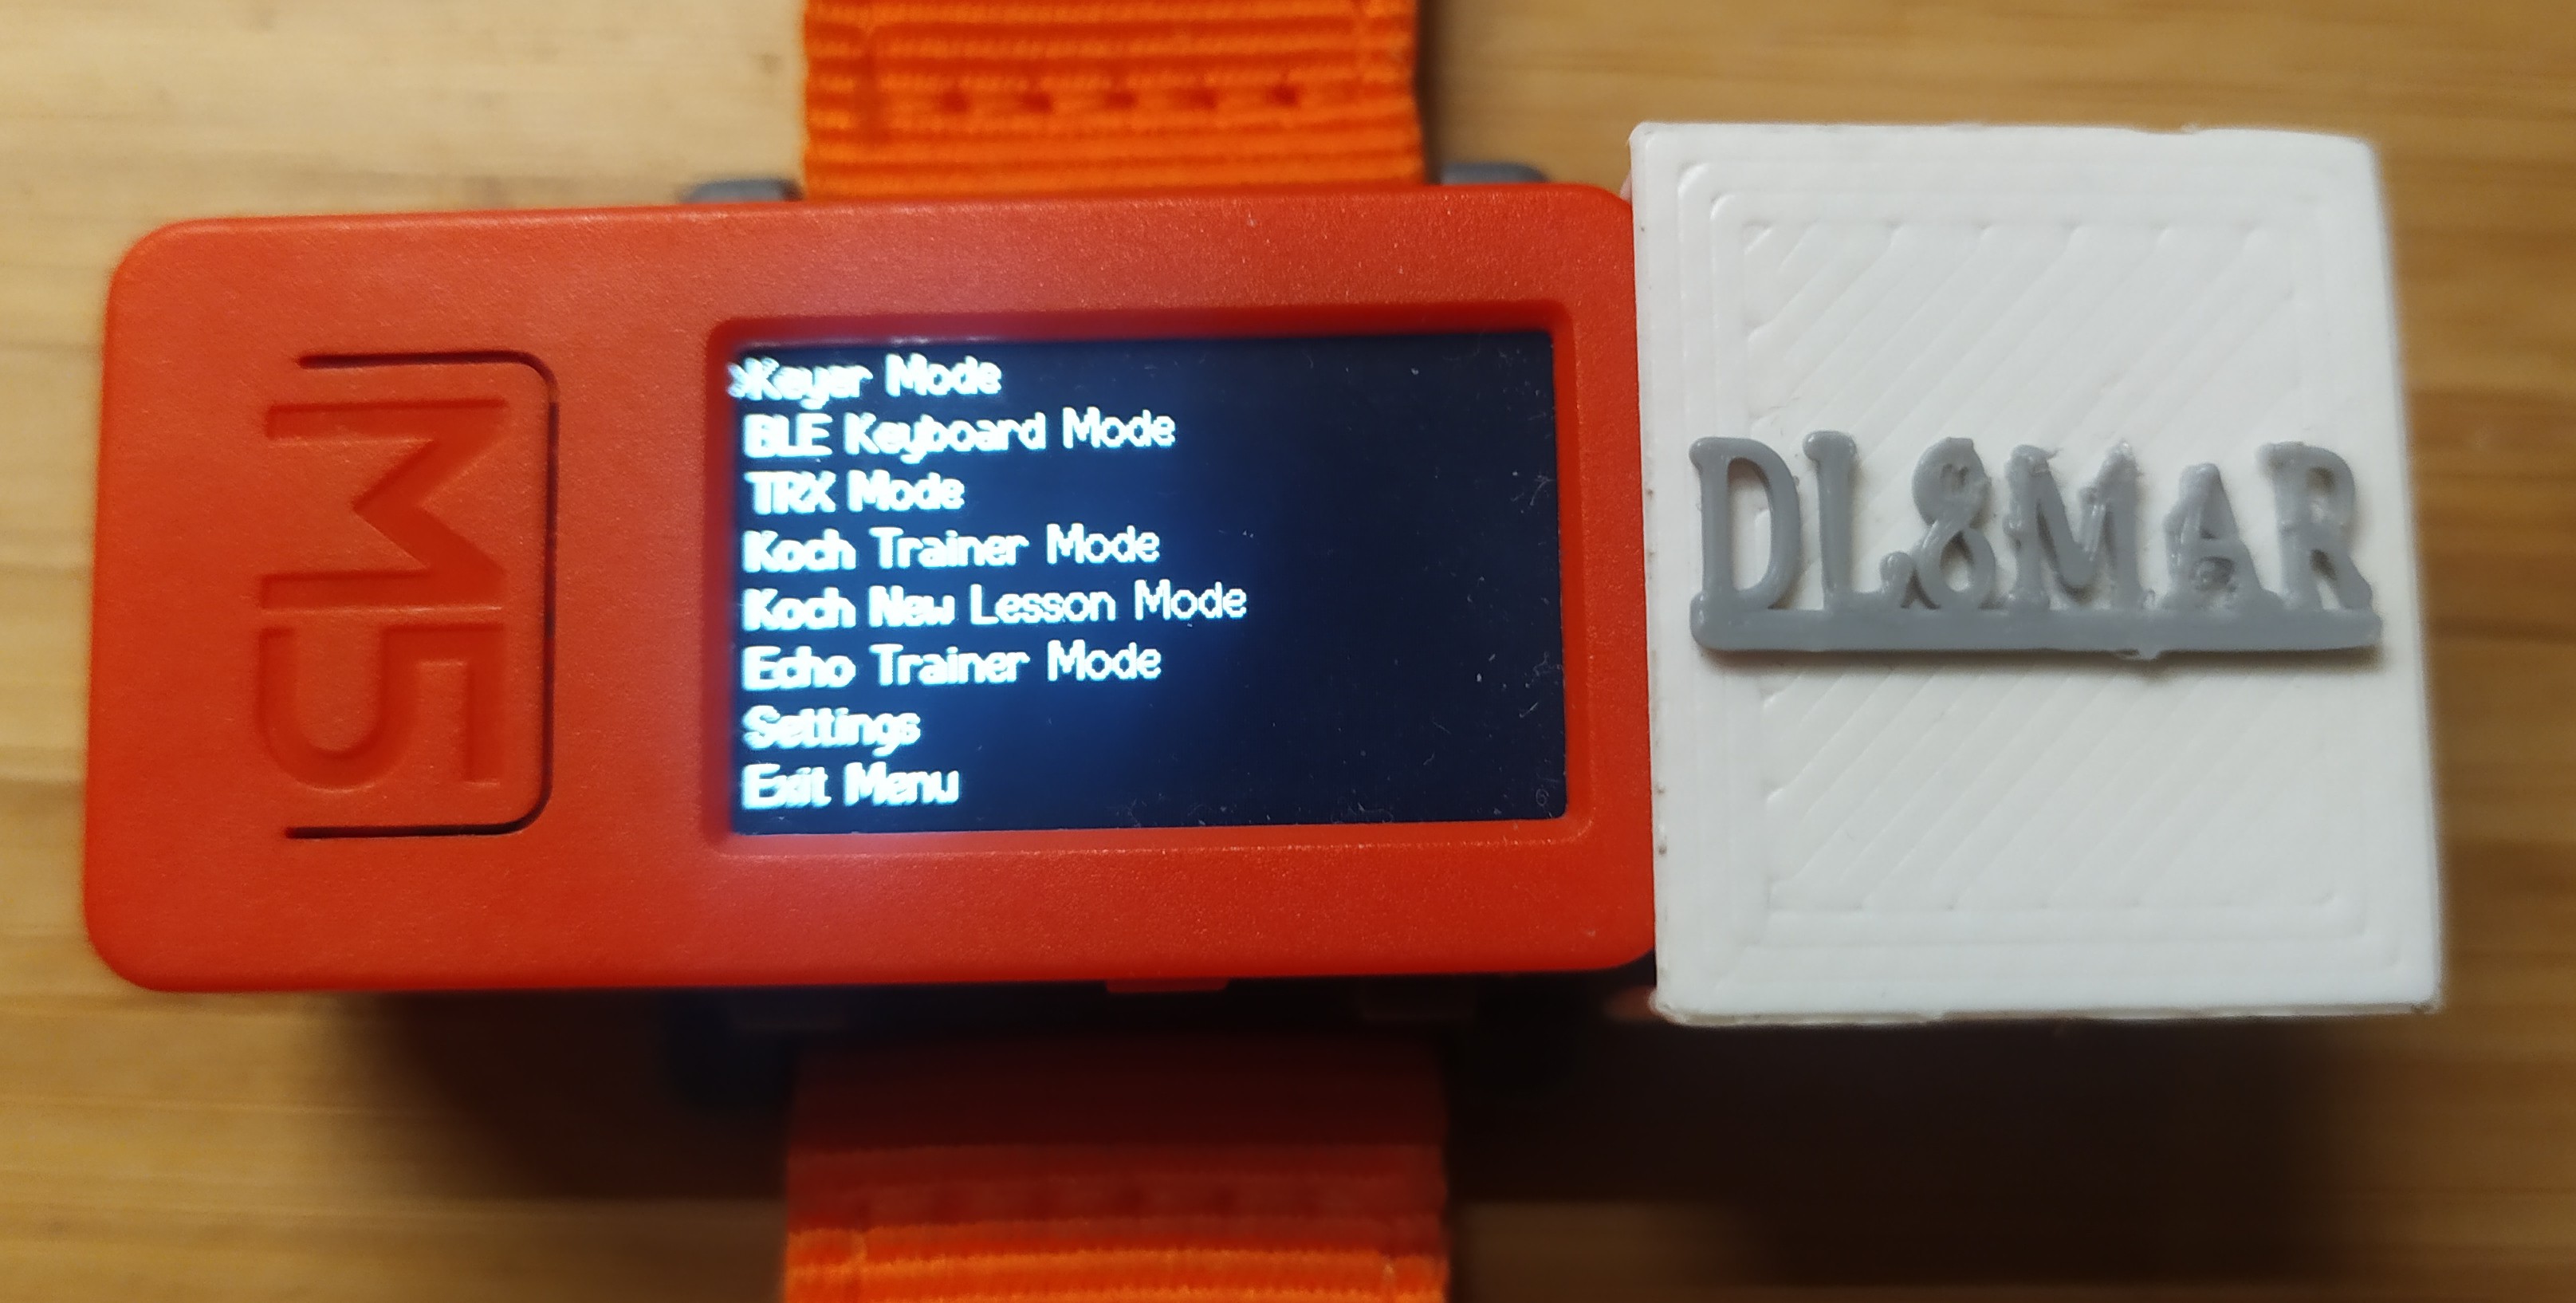 M5
>Keyer Mode
BLE Keyboard Mode
TRX Mode
Koch Trainer Mode
Koch New Lesson Mode
Echo Trainer Mode
Settings
Exit Menu
DL8MAR